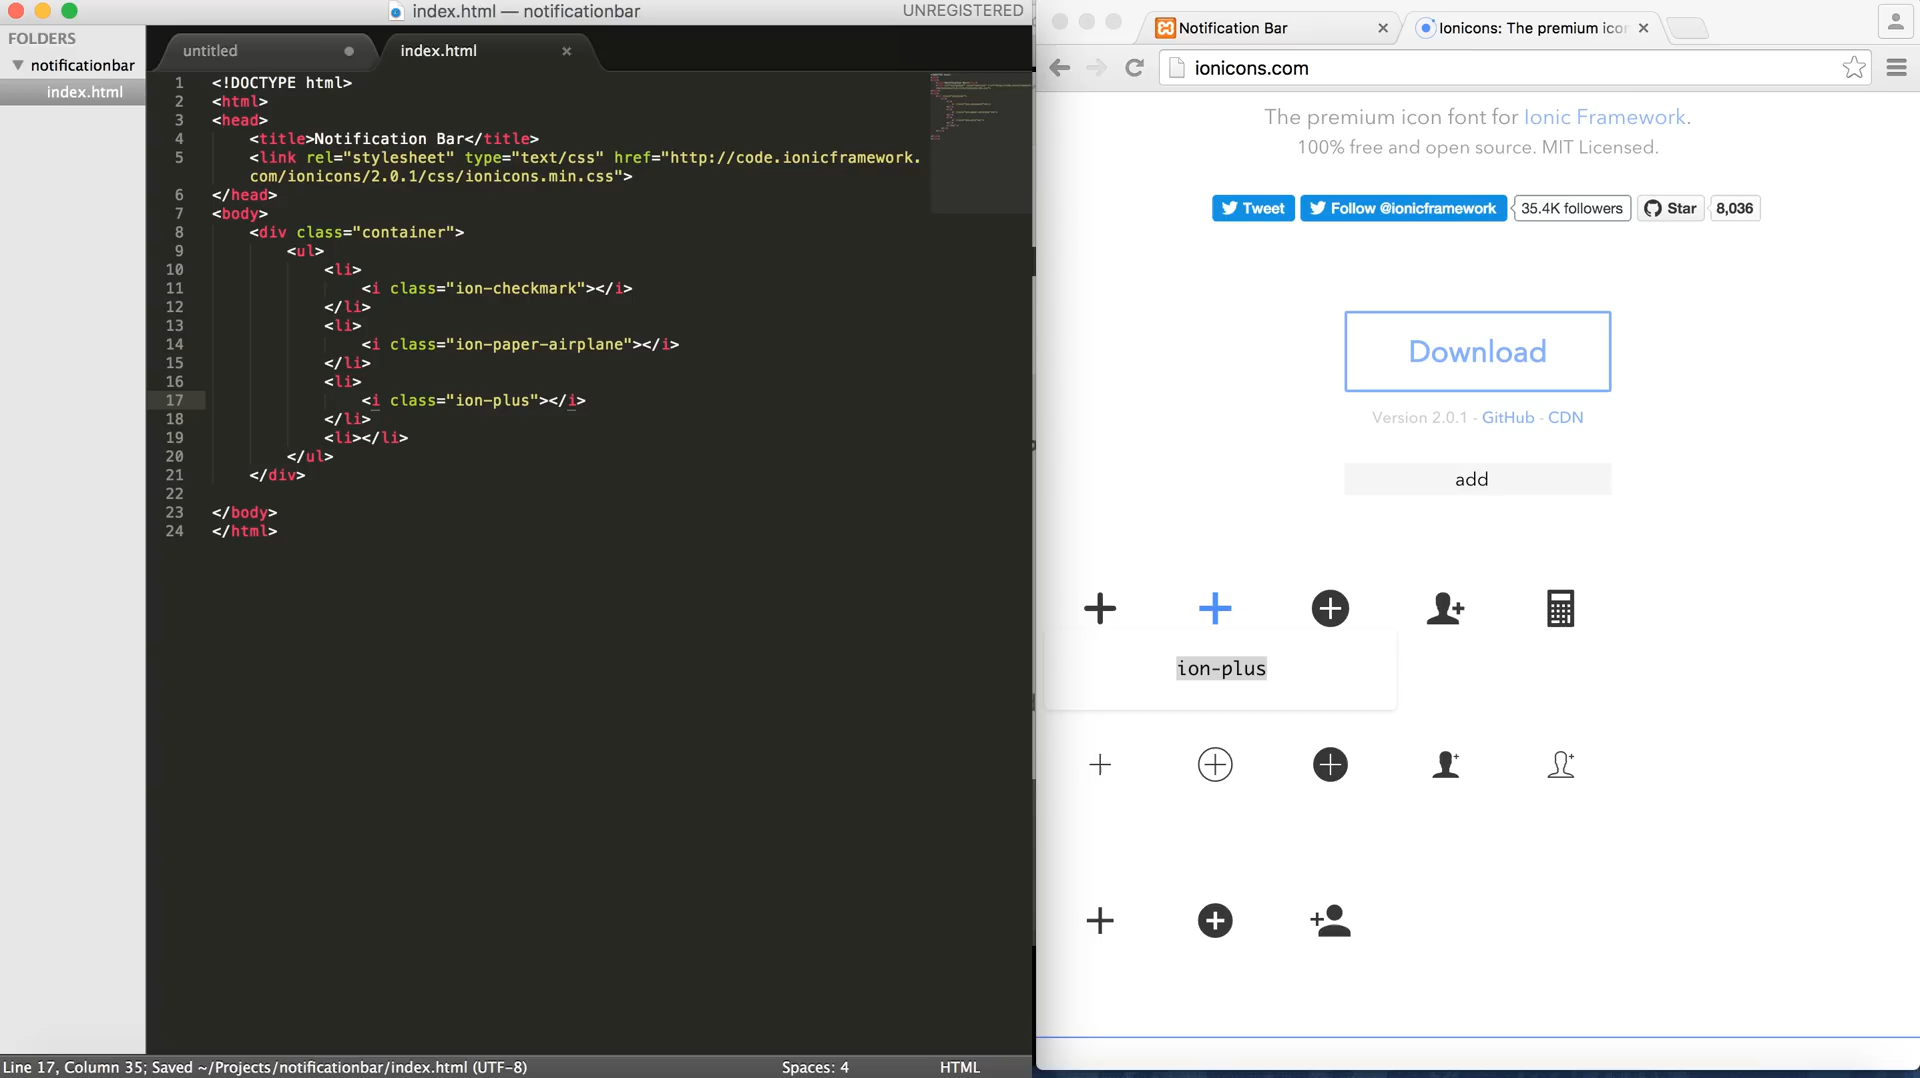 index.html — notificationbar
UNREGISTERED
FOLDERS
notificationbar
index.html
untitled
index.html
1 <!DOCTYPE html>
2 <html>
3 <head>
4 <title>Notification Bar</title>
5 <link rel="stylesheet" type="text/css" href="http://code.ionicframework.
com/ionicons/2.0.1/css/ionicons.min.css">
6 </head>
7 <body>
8 <div class="container">
9 <ul>
10 <li>
11 <i class="ion-checkmark"></i>
12 </li>
13 <li>
14 <i class="ion-paper-airplane"></i>
15 </li>
16 <li>
17 <i class="ion-plus"></i>
18 </li>
19 <li></li>
20 </ul>
21 </div>
22
23 </body>
24 </html>
Line 17, Column 35; Saved ~/Projects/notificationbar/index.html (UTF-8)
Spaces: 4
HTML
Notification Bar
Ionicons: The premium ico
ionicons.com
The premium icon font for Ionic Framework.
100% free and open source. MIT Licensed.
Tweet
Follow @ionicframework
35.4K followers
Star
8,036
Download
Version 2.0.1 - GitHub - CDN
add
ion-plus